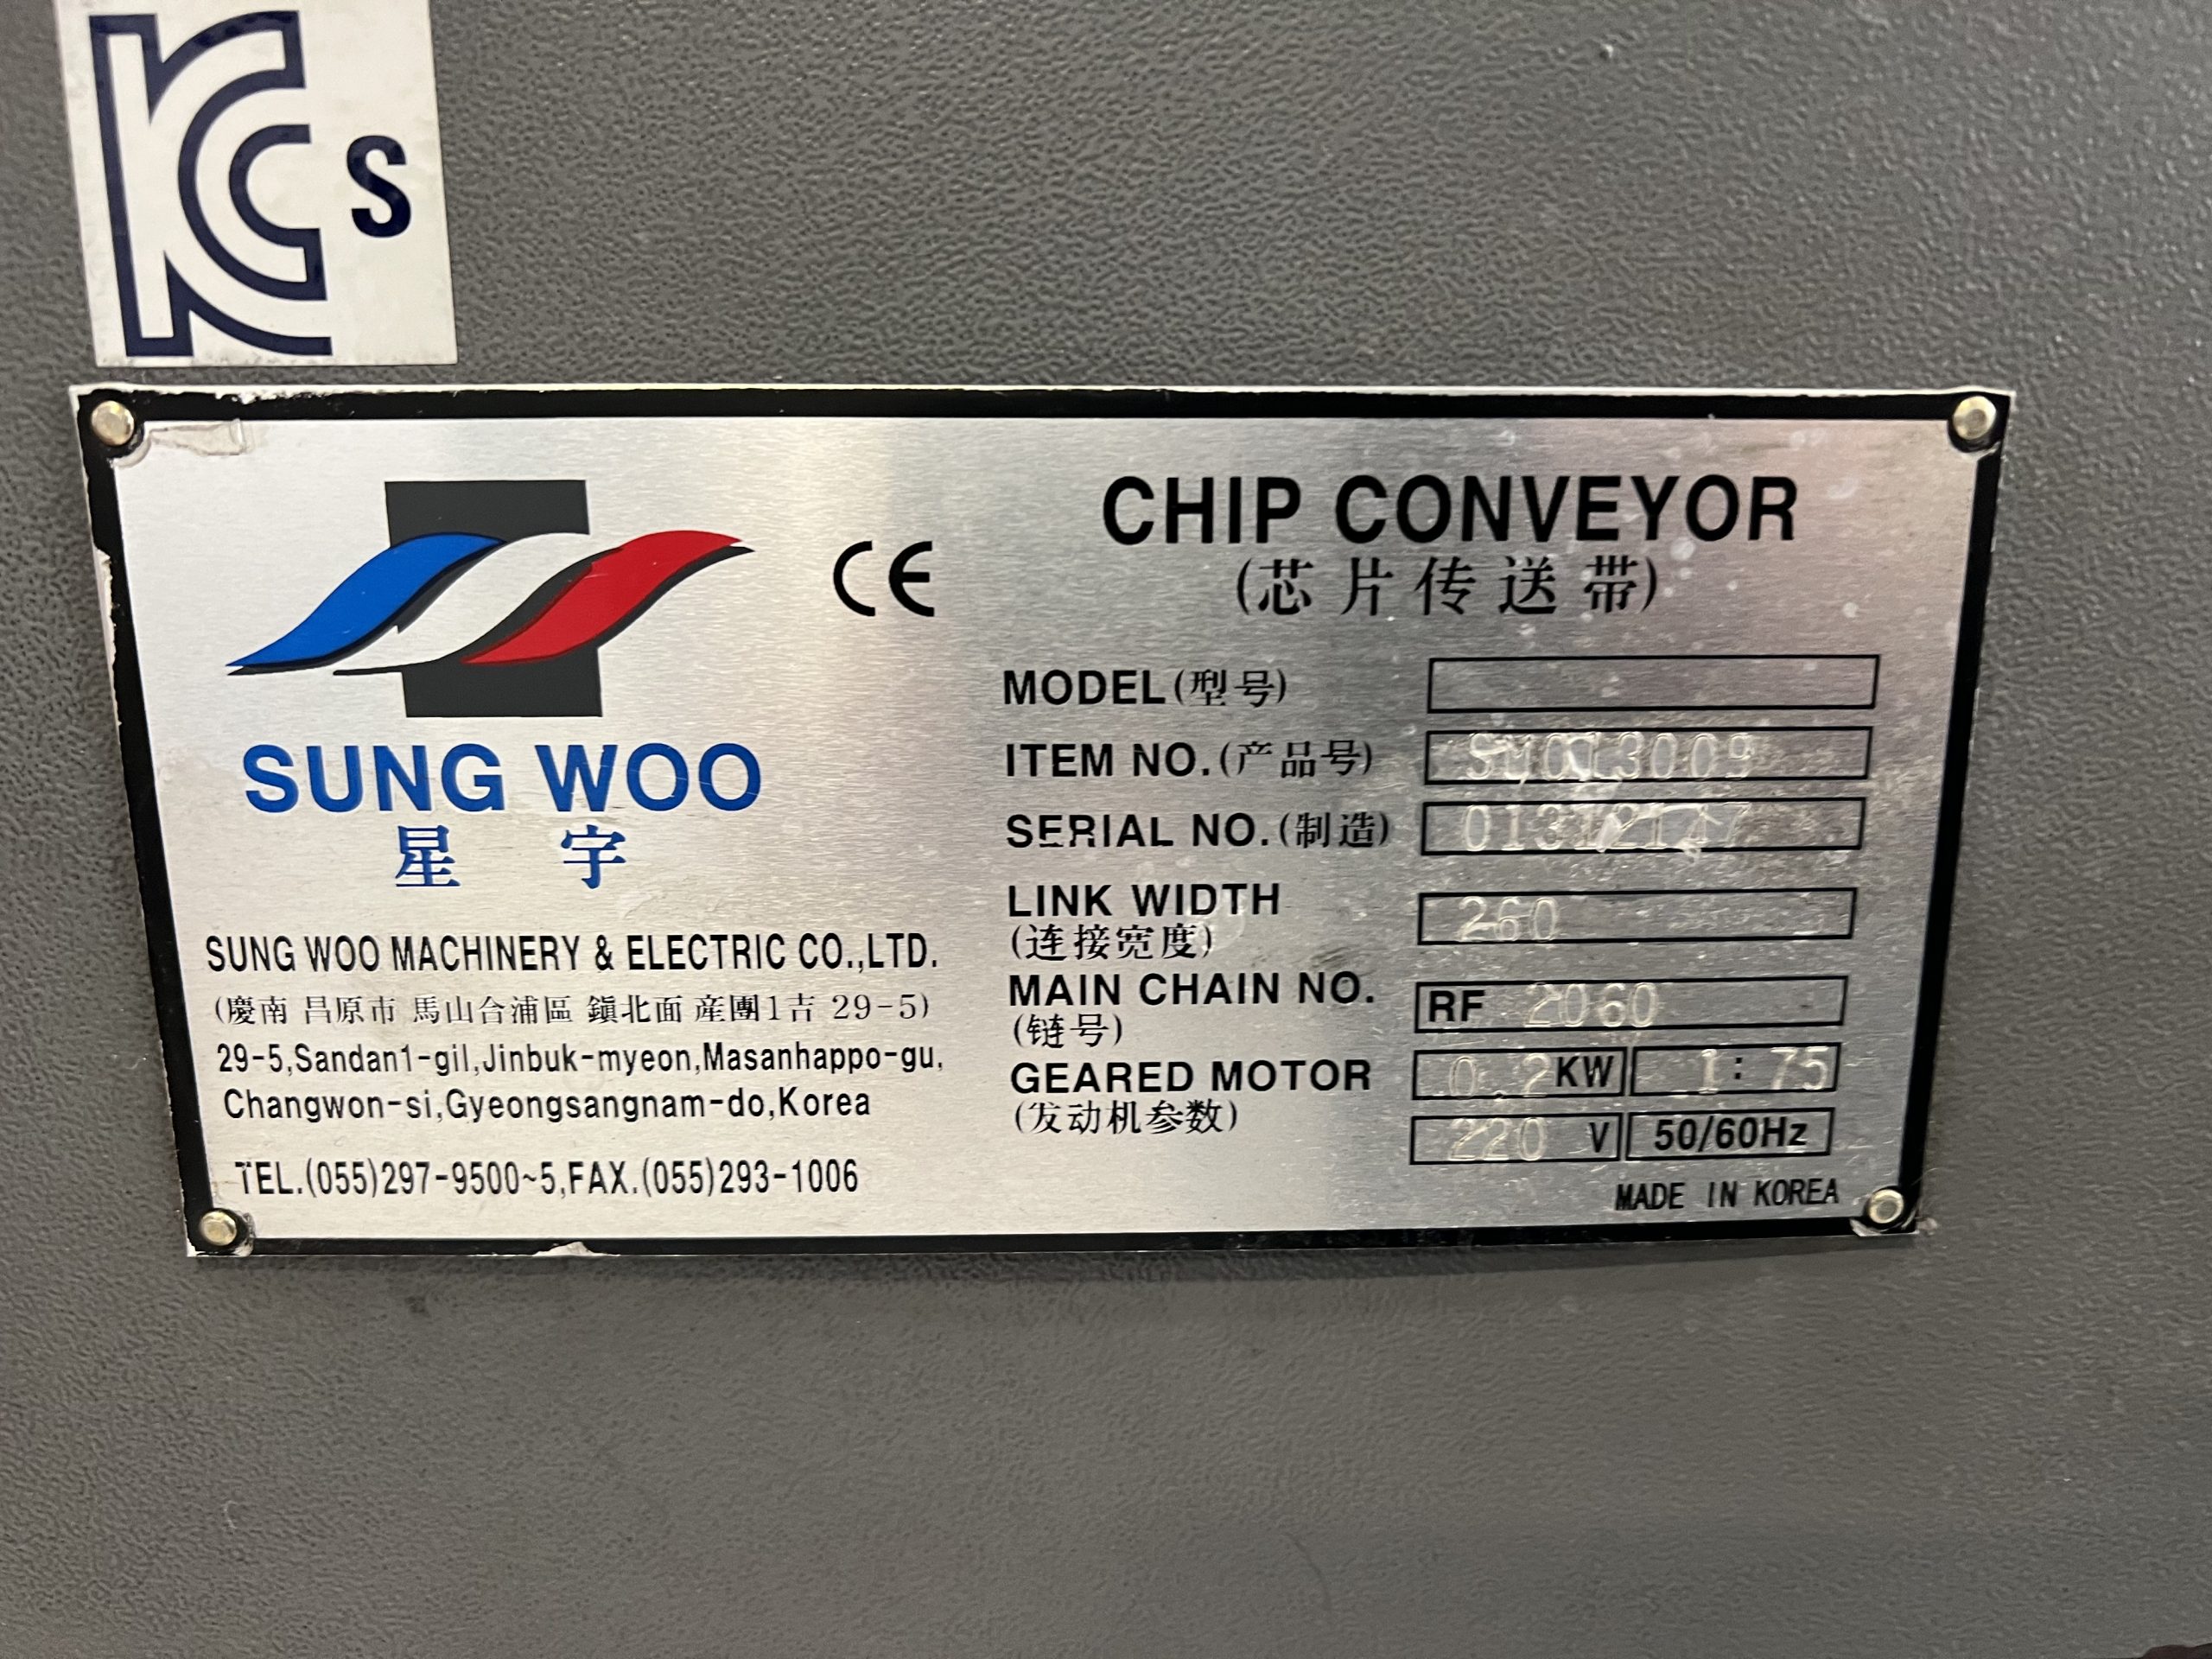 KC S
CE
SUNG WOO
星 宇
SUNG WOO MACHINERY & ELECTRIC CO.,LTD.
(慶南 昌原市 馬山合浦區 鎭北面 産團1吉 29-5)
29-5,Sandan1-gil,Jinbuk-myeon,Masanhappo-gu,
Changwon-si,Gyeongsangnam-do,Korea
TEL.(055)297-9500~5,FAX.(055)293-1006
CHIP CONVEYOR
(芯片传送带)
MODEL(型号)
ITEM NO.(产品号)
SERIAL NO.(制造)
LINK WIDTH 260
(连接宽度)
MAIN CHAIN NO. RF 2060
(链号)
GEARED MOTOR 0.2KW 1:75
(发动机参数)
220 V 50/60Hz
MADE IN KOREA